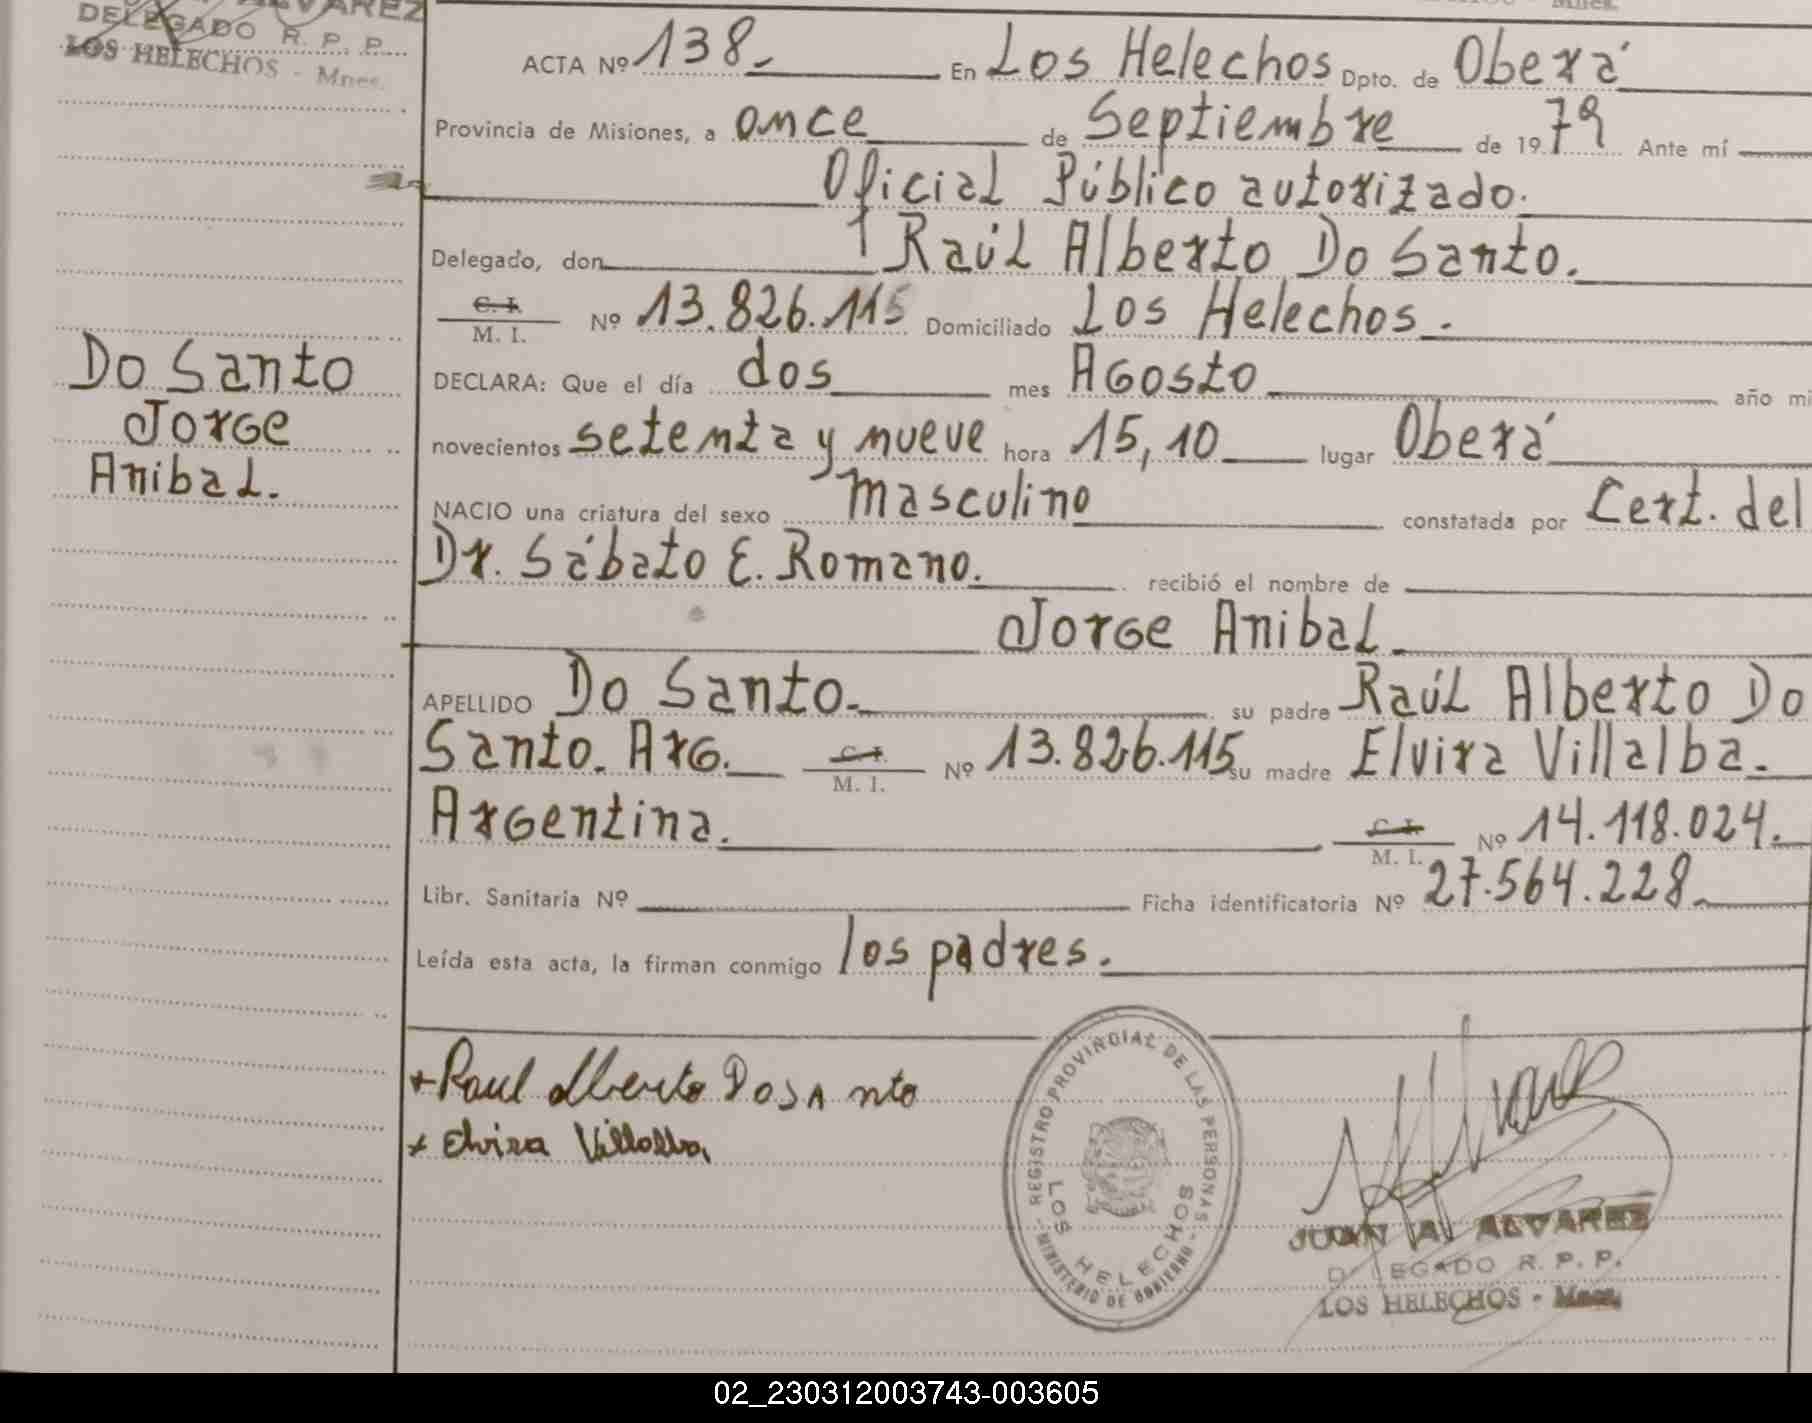 ALVAREZ
DELEGADO R. P. P.
LOS HELECHOS - Mnes.
Mnes.
ACTA Nº 138.- En Los Helechos Dpto. de Oberá
Provincia de Misiones, a once de Septiembre de 19 79 Ante mí
Oficial Público autorizado.
Delegado, don Raúl Alberto Do Santo.
C. I.
M. I. Nº 13.826.115 Domiciliado Los Helechos.
DECLARA: Que el día dos mes Agosto año mi
novecientos setenta y nueve hora 15,10 lugar Oberá
NACIO una criatura del sexo masculino constatada por Cert. del
Dr. Sábato E. Romano. recibió el nombre de
Jorge Anibal
APELLIDO Do Santo. su padre Raúl Alberto Do
Santo. Arg. C. I. M. I. Nº 13.826.115 su madre Elvira Villalba.
Argentina. C. I. M. I. Nº 14.118.024.
Libr. Sanitaria Nº Ficha identificatoria Nº 27.564.228
Leída esta acta, la firman conmigo los padres.
Do Santo
Jorge
Anibal.
+ Raul Alberto DoSAnto
+ Elvira Villalba
REGISTRO PROVINCIAL DE LAS PERSONAS
MINISTERIO DE GOBIERNO
LOS HELECHOS
JUAN A. ALVAREZ
DELEGADO R. P. P.
LOS HELECHOS - Mnes.
02_230312003743-003605